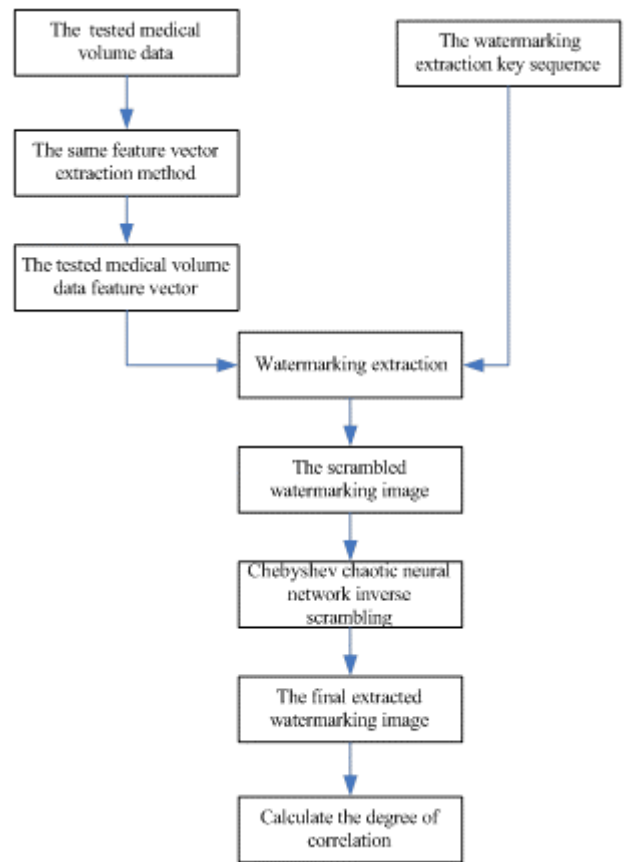 The tested medical
volume data
The watermarking
extraction key sequence
The same feature vector
extraction method
The tested medical volume
data feature vector
Watermarking extraction
The scrambled
watermarking image
Chebyshev chaotic neural
network inverse
scrambling
The final extracted
watermarking image
Calculate the degree of
correlation